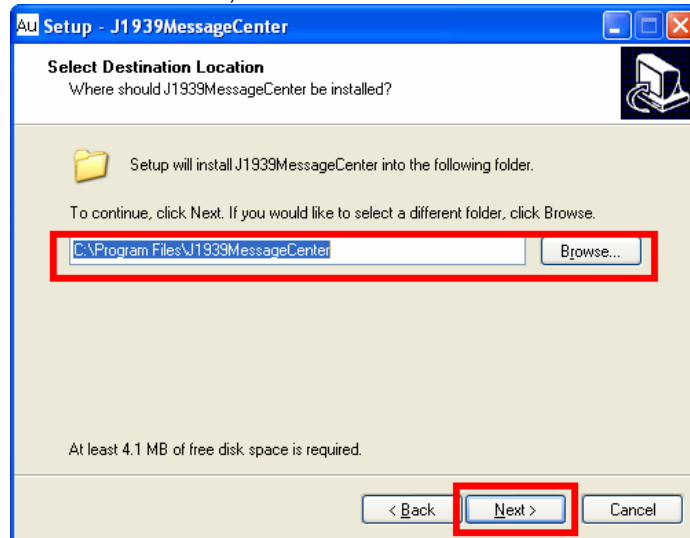 Au Setup - J1939MessageCenter
Select Destination Location
Where should J1939MessageCenter be installed?
Setup will install J1939MessageCenter into the following folder.
To continue, click Next. If you would like to select a different folder, click Browse.
C:\Program Files\J1939MessageCenter
Browse...
At least 4.1 MB of free disk space is required.
< Back Next > Cancel